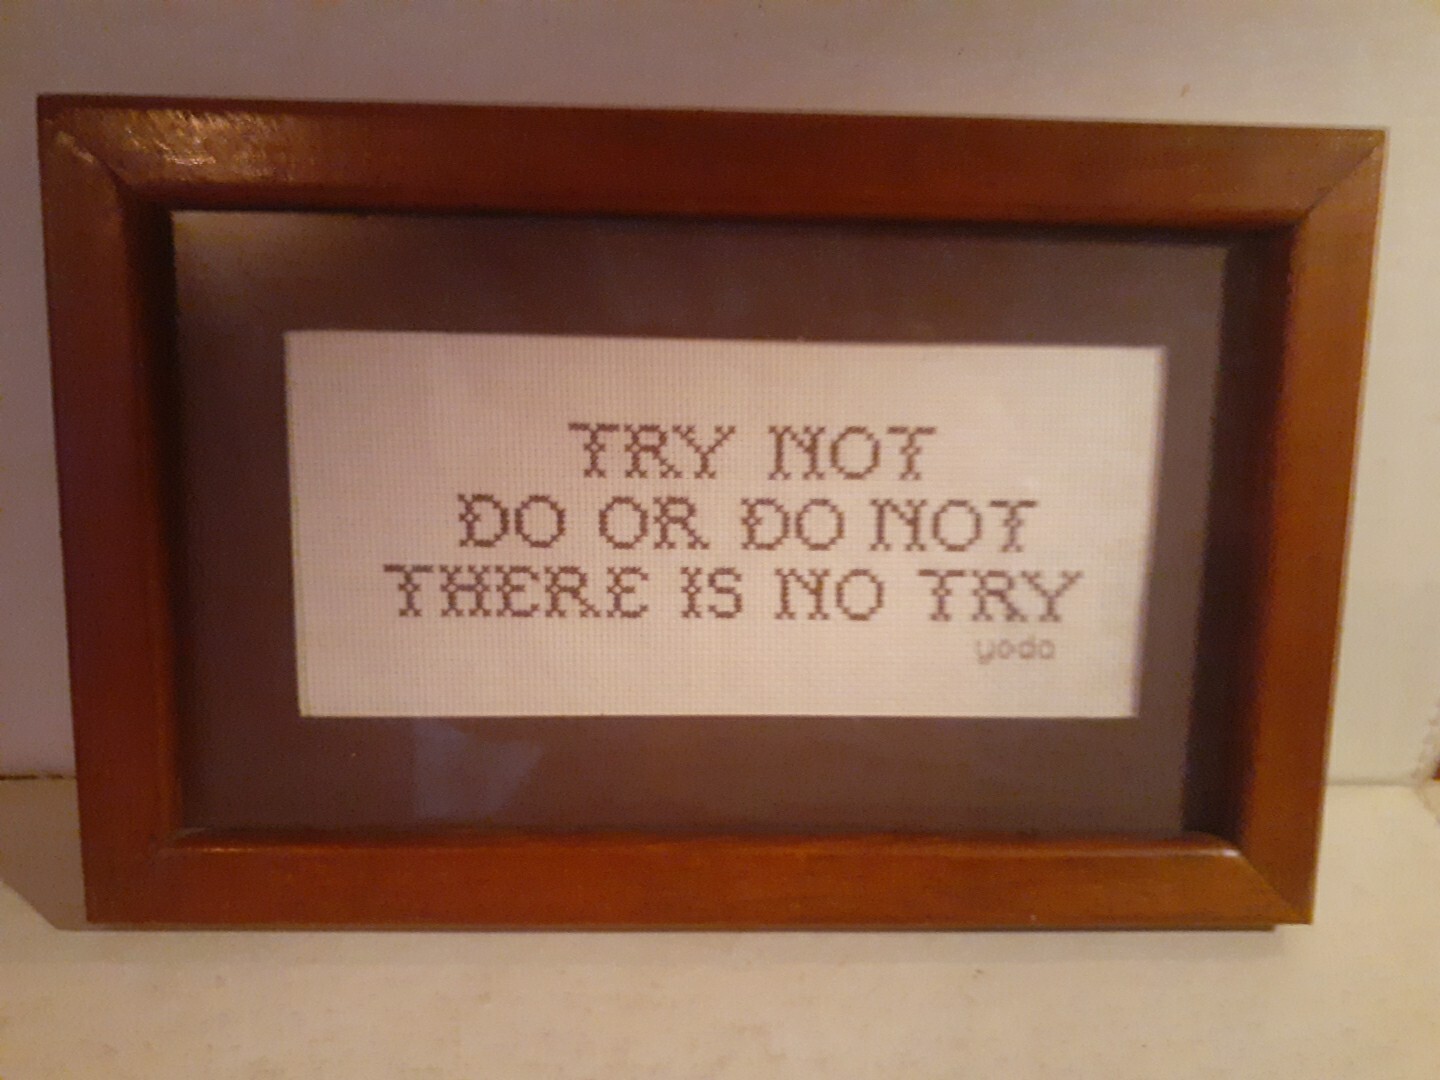 TRY NOT
DO OR DO NOT
THERE IS NO TRY
yoda